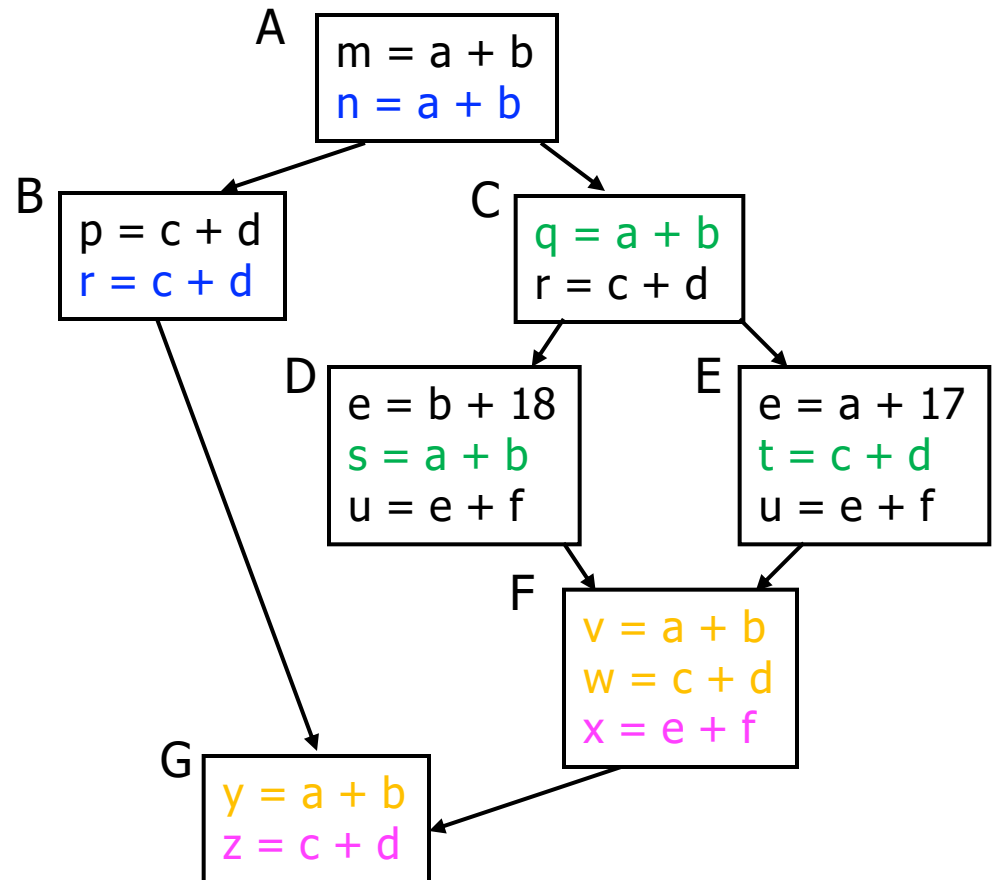 A
m = a + b
n = a + b
B
p = c + d
r = c + d
C
q = a + b
r = c + d
D
e = b + 18
s = a + b
u = e + f
E
e = a + 17
t = c + d
u = e + f
F
v = a + b
w = c + d
x = e + f
G
y = a + b
z = c + d